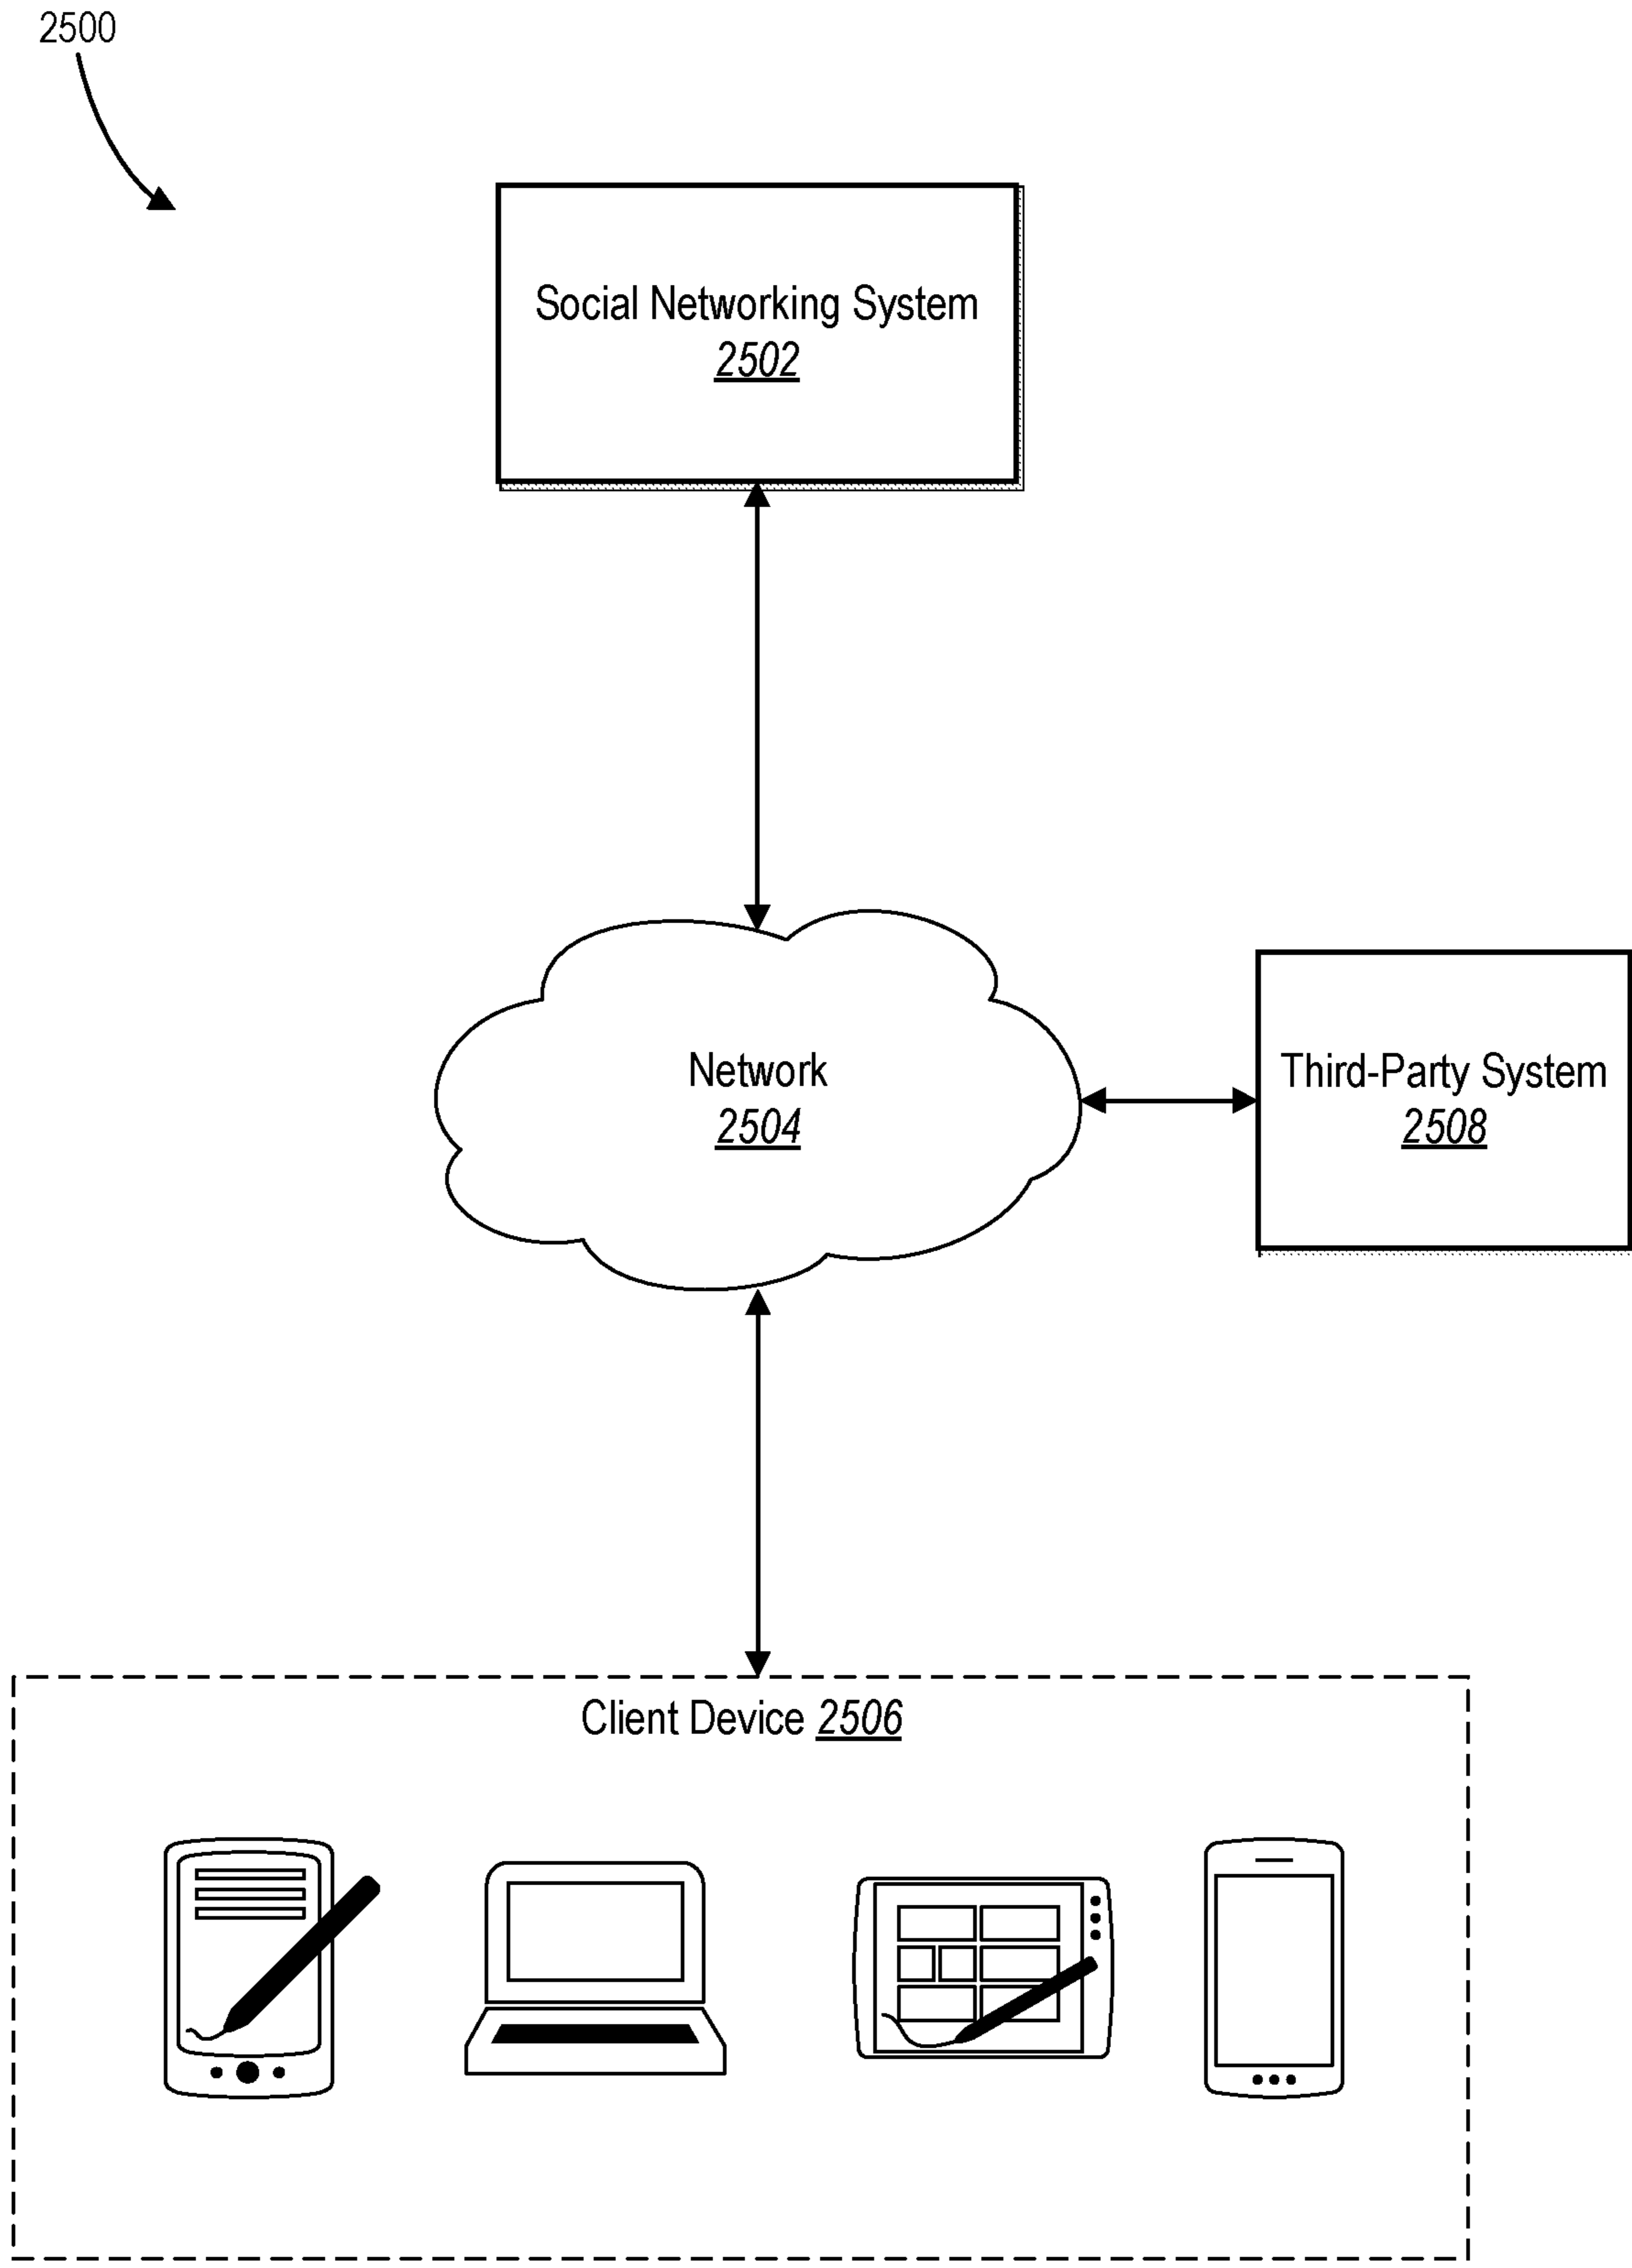 2500
Social Networking System
2502
Network
2504
Third-Party System
2508
Client Device 2506